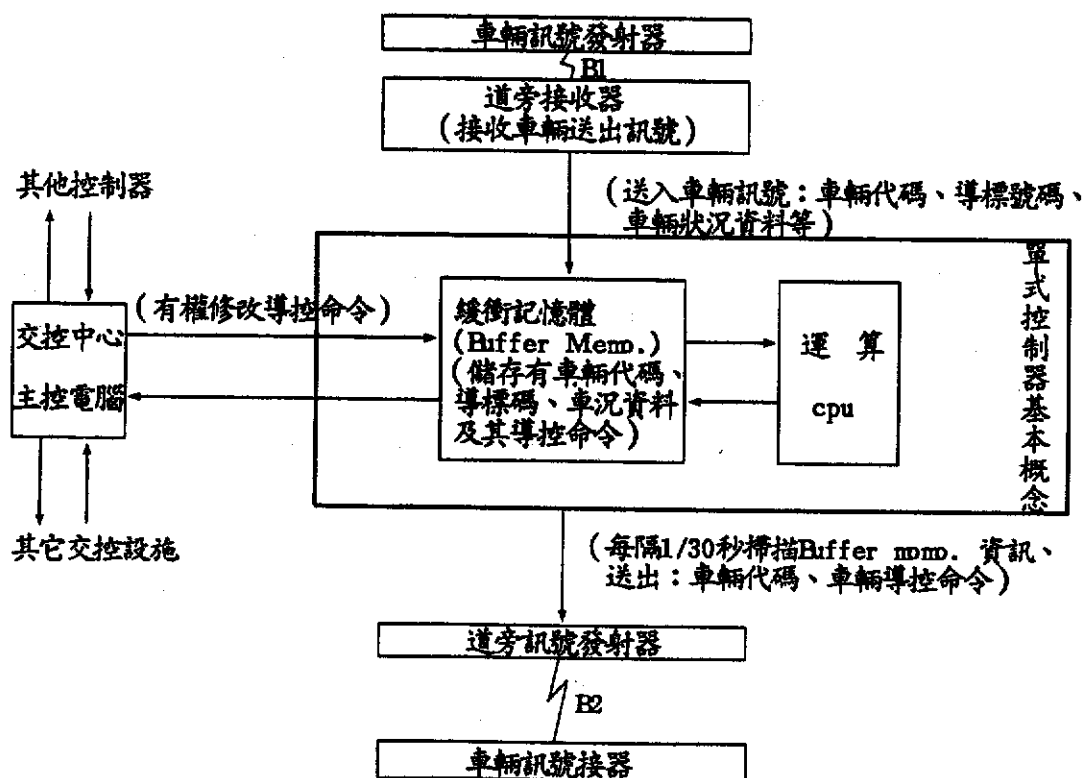 車輛訊號發射器
B1
道旁接收器
(接收車輛送出訊號)
其他控制器
(送入車輛訊號:車輛代碼、導標號碼、
車輛狀況資料等)
單式控制器基本概念
(有權修改導控命令)
交控中心
主控電腦
緩衝記憶體
(Buffer Memo.)
(儲存有車輛代碼、
導標碼、車況資料
及其導控命令)
運 算
cpu
其它交控設施
(每隔1/30秒掃描Buffer momo. 資訊、
送出:車輛代碼、車輛導控命令)
道旁訊號發射器
B2
車輛訊號接器